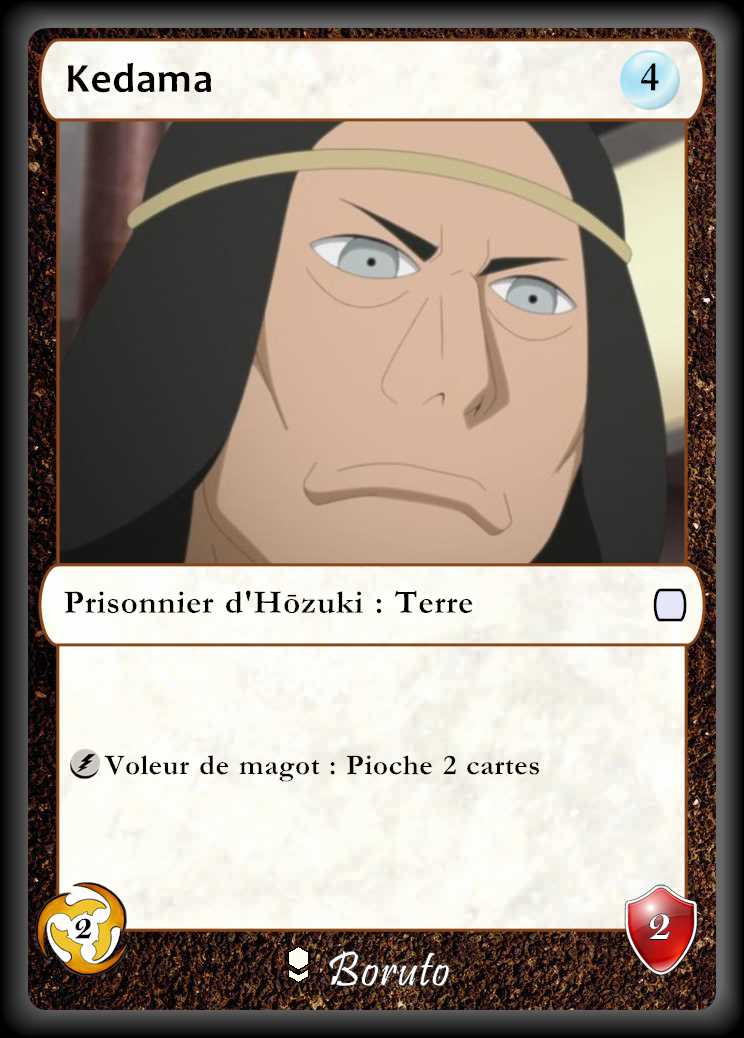 Kedama
4
Prisonnier d'Hōzuki : Terre
Voleur de magot : Pioche 2 cartes
2
2
Boruto